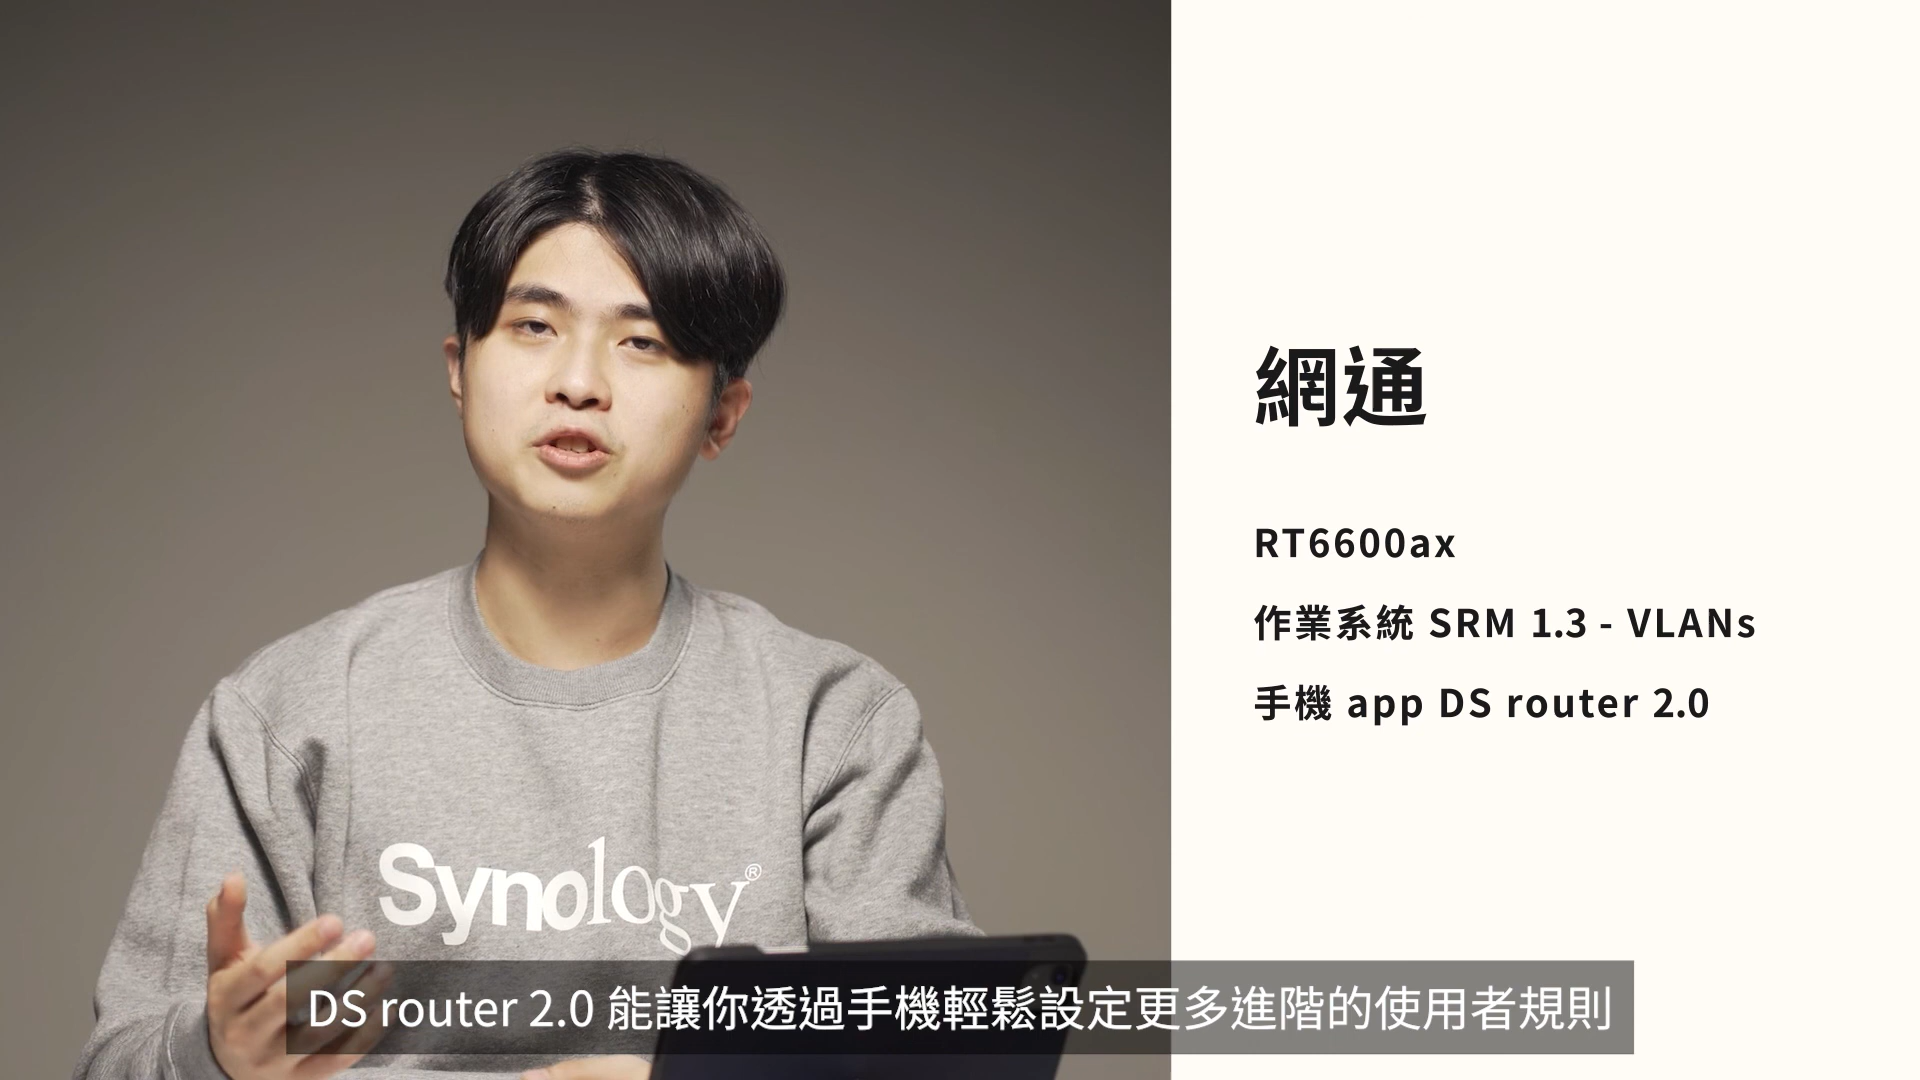 網通
RT6600ax
作業系統 SRM 1.3 - VLANs
手機 app DS router 2.0
Synology®
DS router 2.0 能讓你透過手機輕鬆設定更多進階的使用者規則